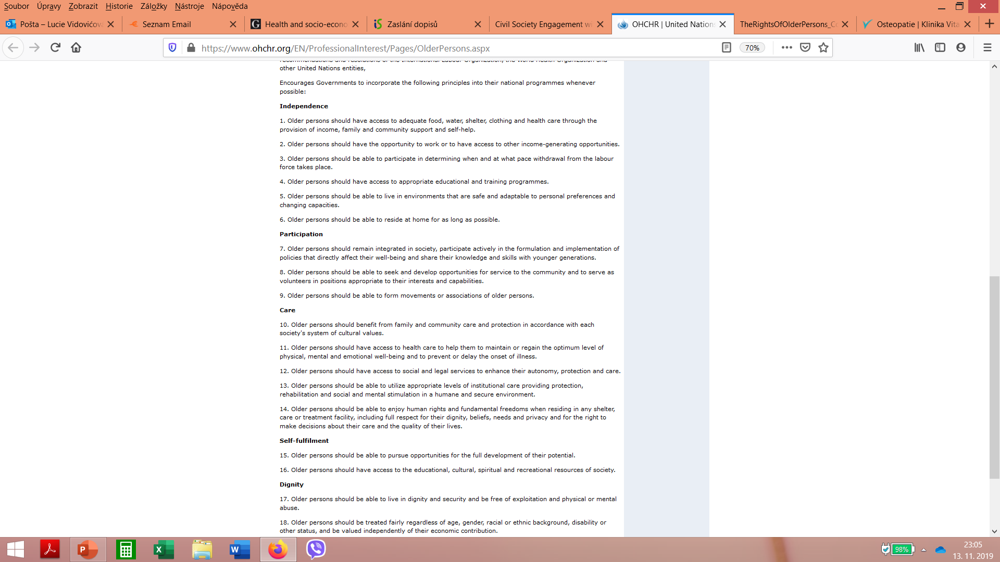 Soubor Úpravy Zobrazit Historie Záložky Nástroje Nápověda
Pošta – Lucie Vidovićová
Seznam Email
Health and socio-econo
Zaslání dopisů
Civil Society Engagement wi
OHCHR | United Nations
TheRightsOfOlderPersons_Co
Osteopatie | Klinika Vita
https://www.ohchr.org/EN/ProfessionalInterest/Pages/OlderPersons.aspx
70%
recommendations and resolutions of the International Labour Organization, the World Health Organization and
other United Nations entities,
Encourages Governments to incorporate the following principles into their national programmes whenever
possible:
Independence
1. Older persons should have access to adequate food, water, shelter, clothing and health care through the
provision of income, family and community support and self-help.
2. Older persons should have the opportunity to work or to have access to other income-generating opportunities.
3. Older persons should be able to participate in determining when and at what pace withdrawal from the labour
force takes place.
4. Older persons should have access to appropriate educational and training programmes.
5. Older persons should be able to live in environments that are safe and adaptable to personal preferences and
changing capacities.
6. Older persons should be able to reside at home for as long as possible.
Participation
7. Older persons should remain integrated in society, participate actively in the formulation and implementation of
policies that directly affect their well-being and share their knowledge and skills with younger generations.
8. Older persons should be able to seek and develop opportunities for service to the community and to serve as
volunteers in positions appropriate to their interests and capabilities.
9. Older persons should be able to form movements or associations of older persons.
Care
10. Older persons should benefit from family and community care and protection in accordance with each
society's system of cultural values.
11. Older persons should have access to health care to help them to maintain or regain the optimum level of
physical, mental and emotional well-being and to prevent or delay the onset of illness.
12. Older persons should have access to social and legal services to enhance their autonomy, protection and care.
13. Older persons should be able to utilize appropriate levels of institutional care providing protection,
rehabilitation and social and mental stimulation in a humane and secure environment.
14. Older persons should be able to enjoy human rights and fundamental freedoms when residing in any shelter,
care or treatment facility, including full respect for their dignity, beliefs, needs and privacy and for the right to
make decisions about their care and the quality of their lives.
Self-fulfilment
15. Older persons should be able to pursue opportunities for the full development of their potential.
16. Older persons should have access to the educational, cultural, spiritual and recreational resources of society.
Dignity
17. Older persons should be able to live in dignity and security and be free of exploitation and physical or mental
abuse.
18. Older persons should be treated fairly regardless of age, gender, racial or ethnic background, disability or
other status, and be valued independently of their economic contribution.
98%
23:05
13. 11. 2019